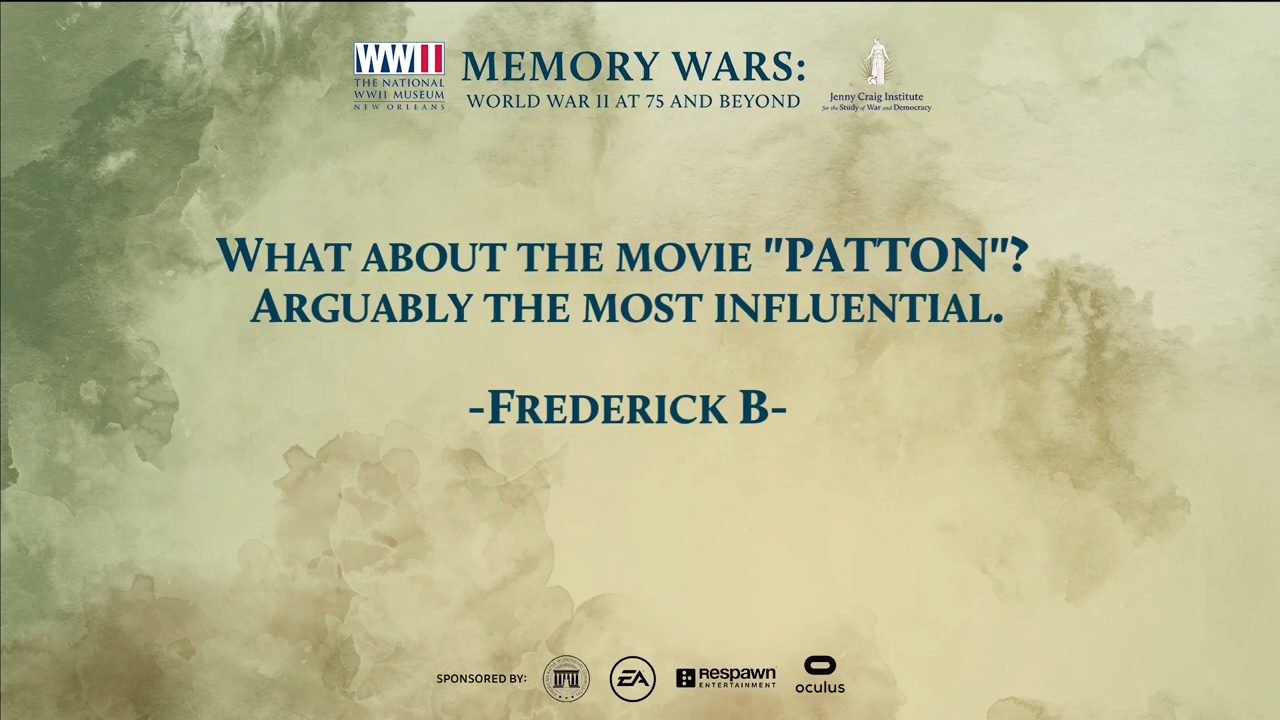 WWII
THE NATIONAL
WWII MUSEUM
NEW ORLEANS
MEMORY WARS:
WORLD WAR II AT 75 AND BEYOND
Jenny Craig Institute
for the Study of War and Democracy
WHAT ABOUT THE MOVIE "PATTON"?
ARGUABLY THE MOST INFLUENTIAL.
-FREDERICK B-
SPONSORED BY:
EA
RESPAWN
ENTERTAINMENT
oculus